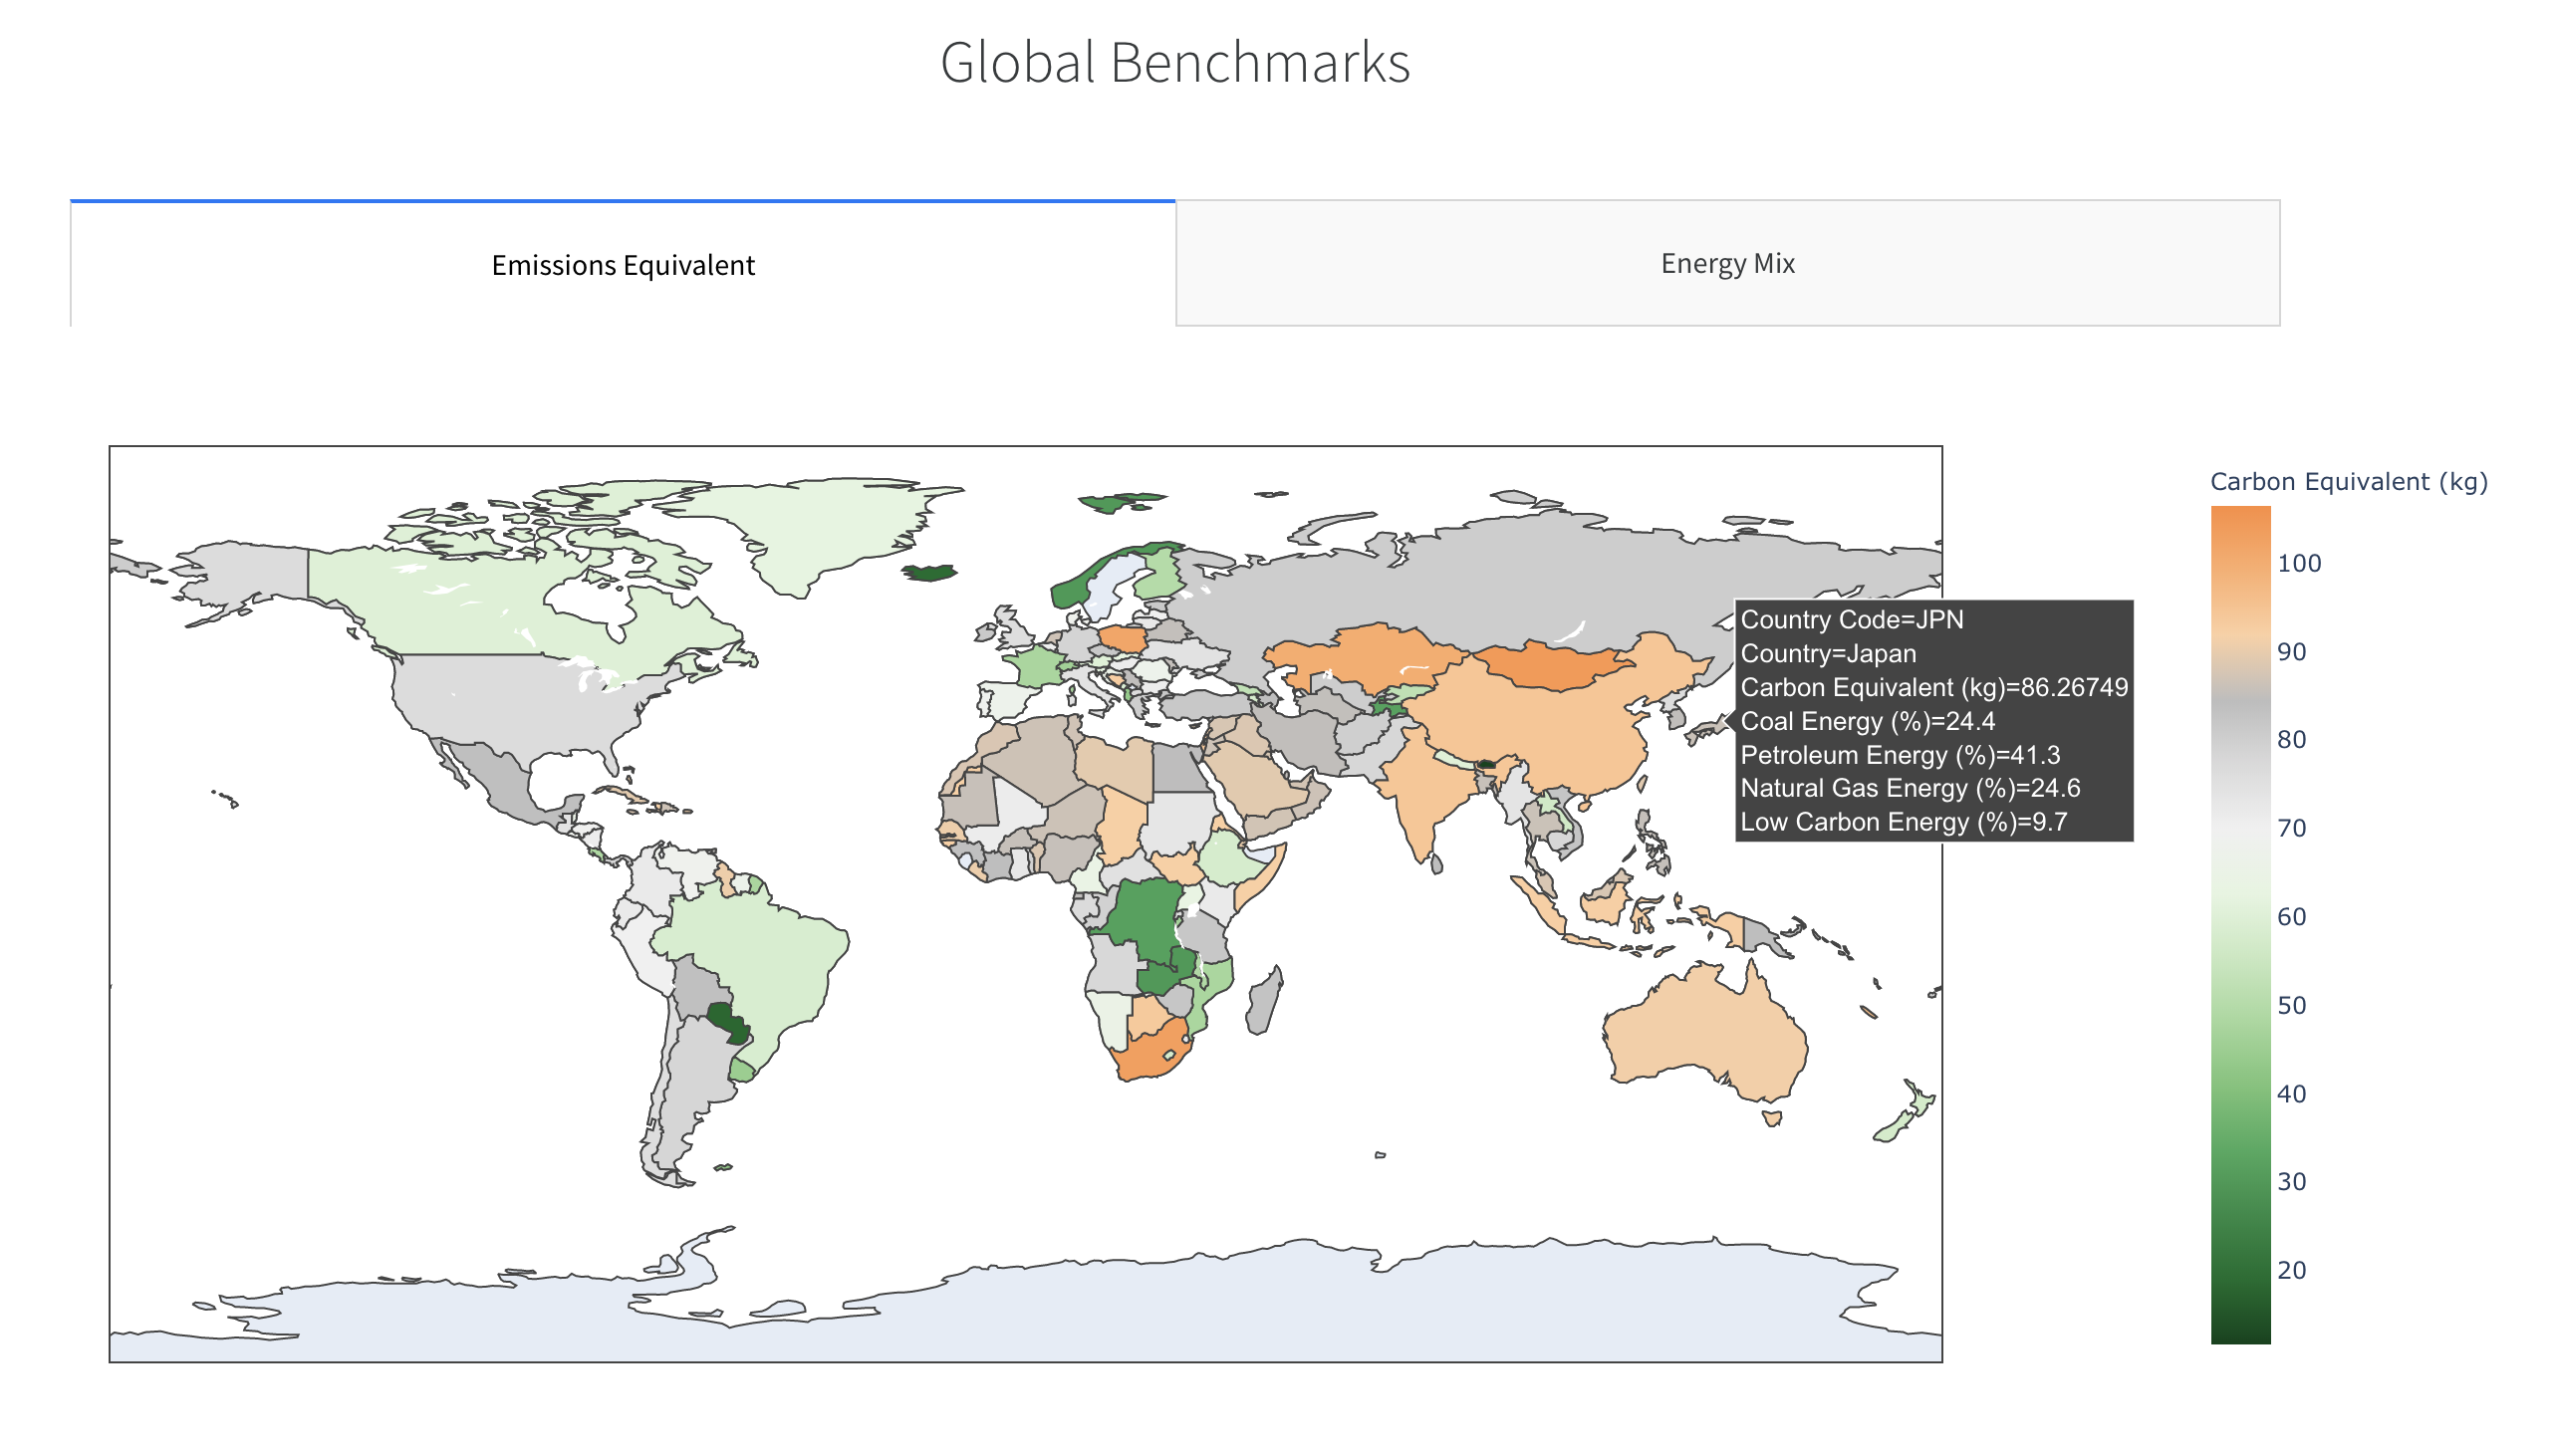 Global Benchmarks
Emissions Equivalent
Energy Mix
Carbon Equivalent (kg)
100
90
80
70
60
50
40
30
20
Country Code=JPN
Country=Japan
Carbon Equivalent (kg)=86.26749
Coal Energy (%)=24.4
Petroleum Energy (%)=41.3
Natural Gas Energy (%)=24.6
Low Carbon Energy (%)=9.7